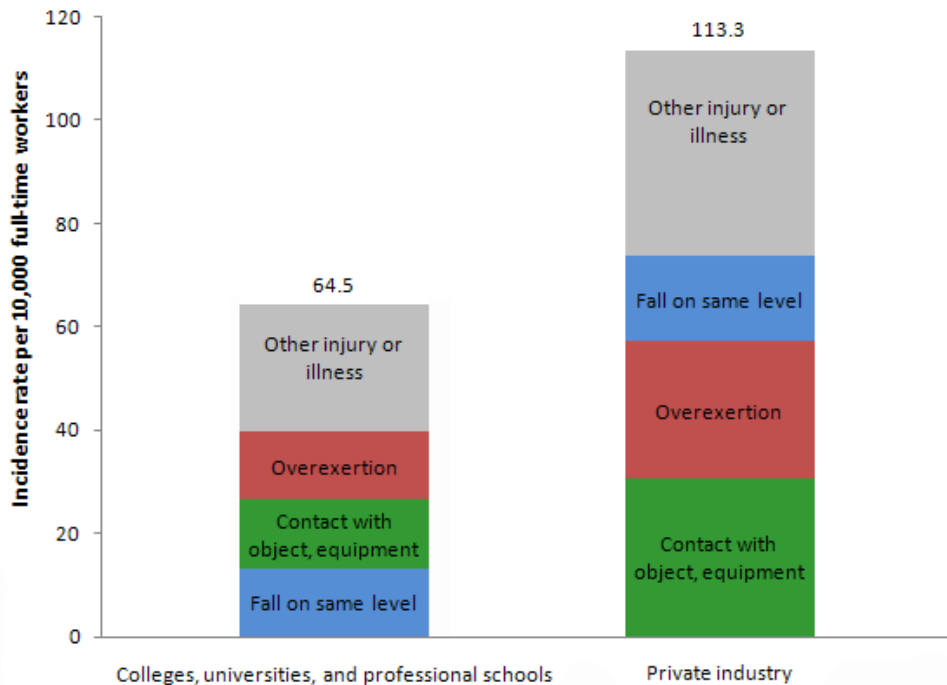 Incidence rate per 10,000 full-time workers
120
100
80
60
40
20
0
64.5
Other injury or
illness
Overexertion
Contact with
object, equipment
Fall on same level
113.3
Other injury or
illness
Fall on same level
Overexertion
Contact with
object, equipment
Colleges, universities, and professional schools
Private industry